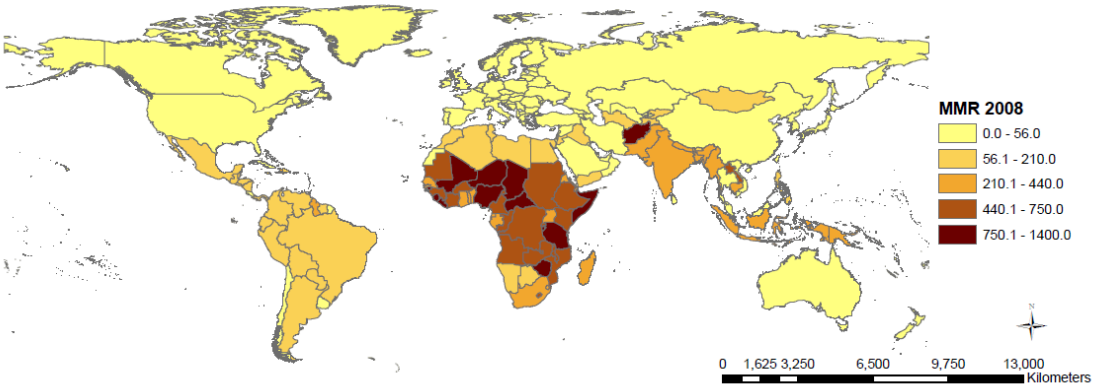 MMR 2008
0.0 - 56.0
56.1 - 210.0
210.1 - 440.0
440.1 - 750.0
750.1 - 1400.0
N
0 1,625 3,250 6,500 9,750 13,000
Kilometers